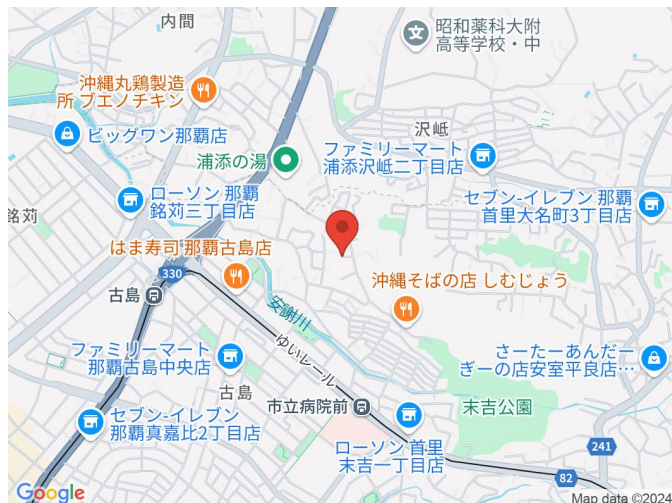 内間
昭和薬科大附
高等学校・中
沖縄丸鶏製造
所 ブエノチキン
ビッグワン那覇店
沢岻
浦添の湯
ファミリーマート
浦添沢岻二丁目店
ローソン 那覇
銘苅三丁目店
セブン-イレブン 那覇
首里大名町3丁目店
銘苅
はま寿司 那覇古島店
330
古島
沖縄そばの店 しむじょう
安謝川
ファミリーマート
那覇古島中央店
ゆいレール
さーたーあんだー
ぎーの店安室平良店…
古島
セブン-イレブン
那覇真嘉比2丁目店
市立病院前
末吉公園
ローソン 首里
末吉一丁目店
241
82
Google
Map data ©2024